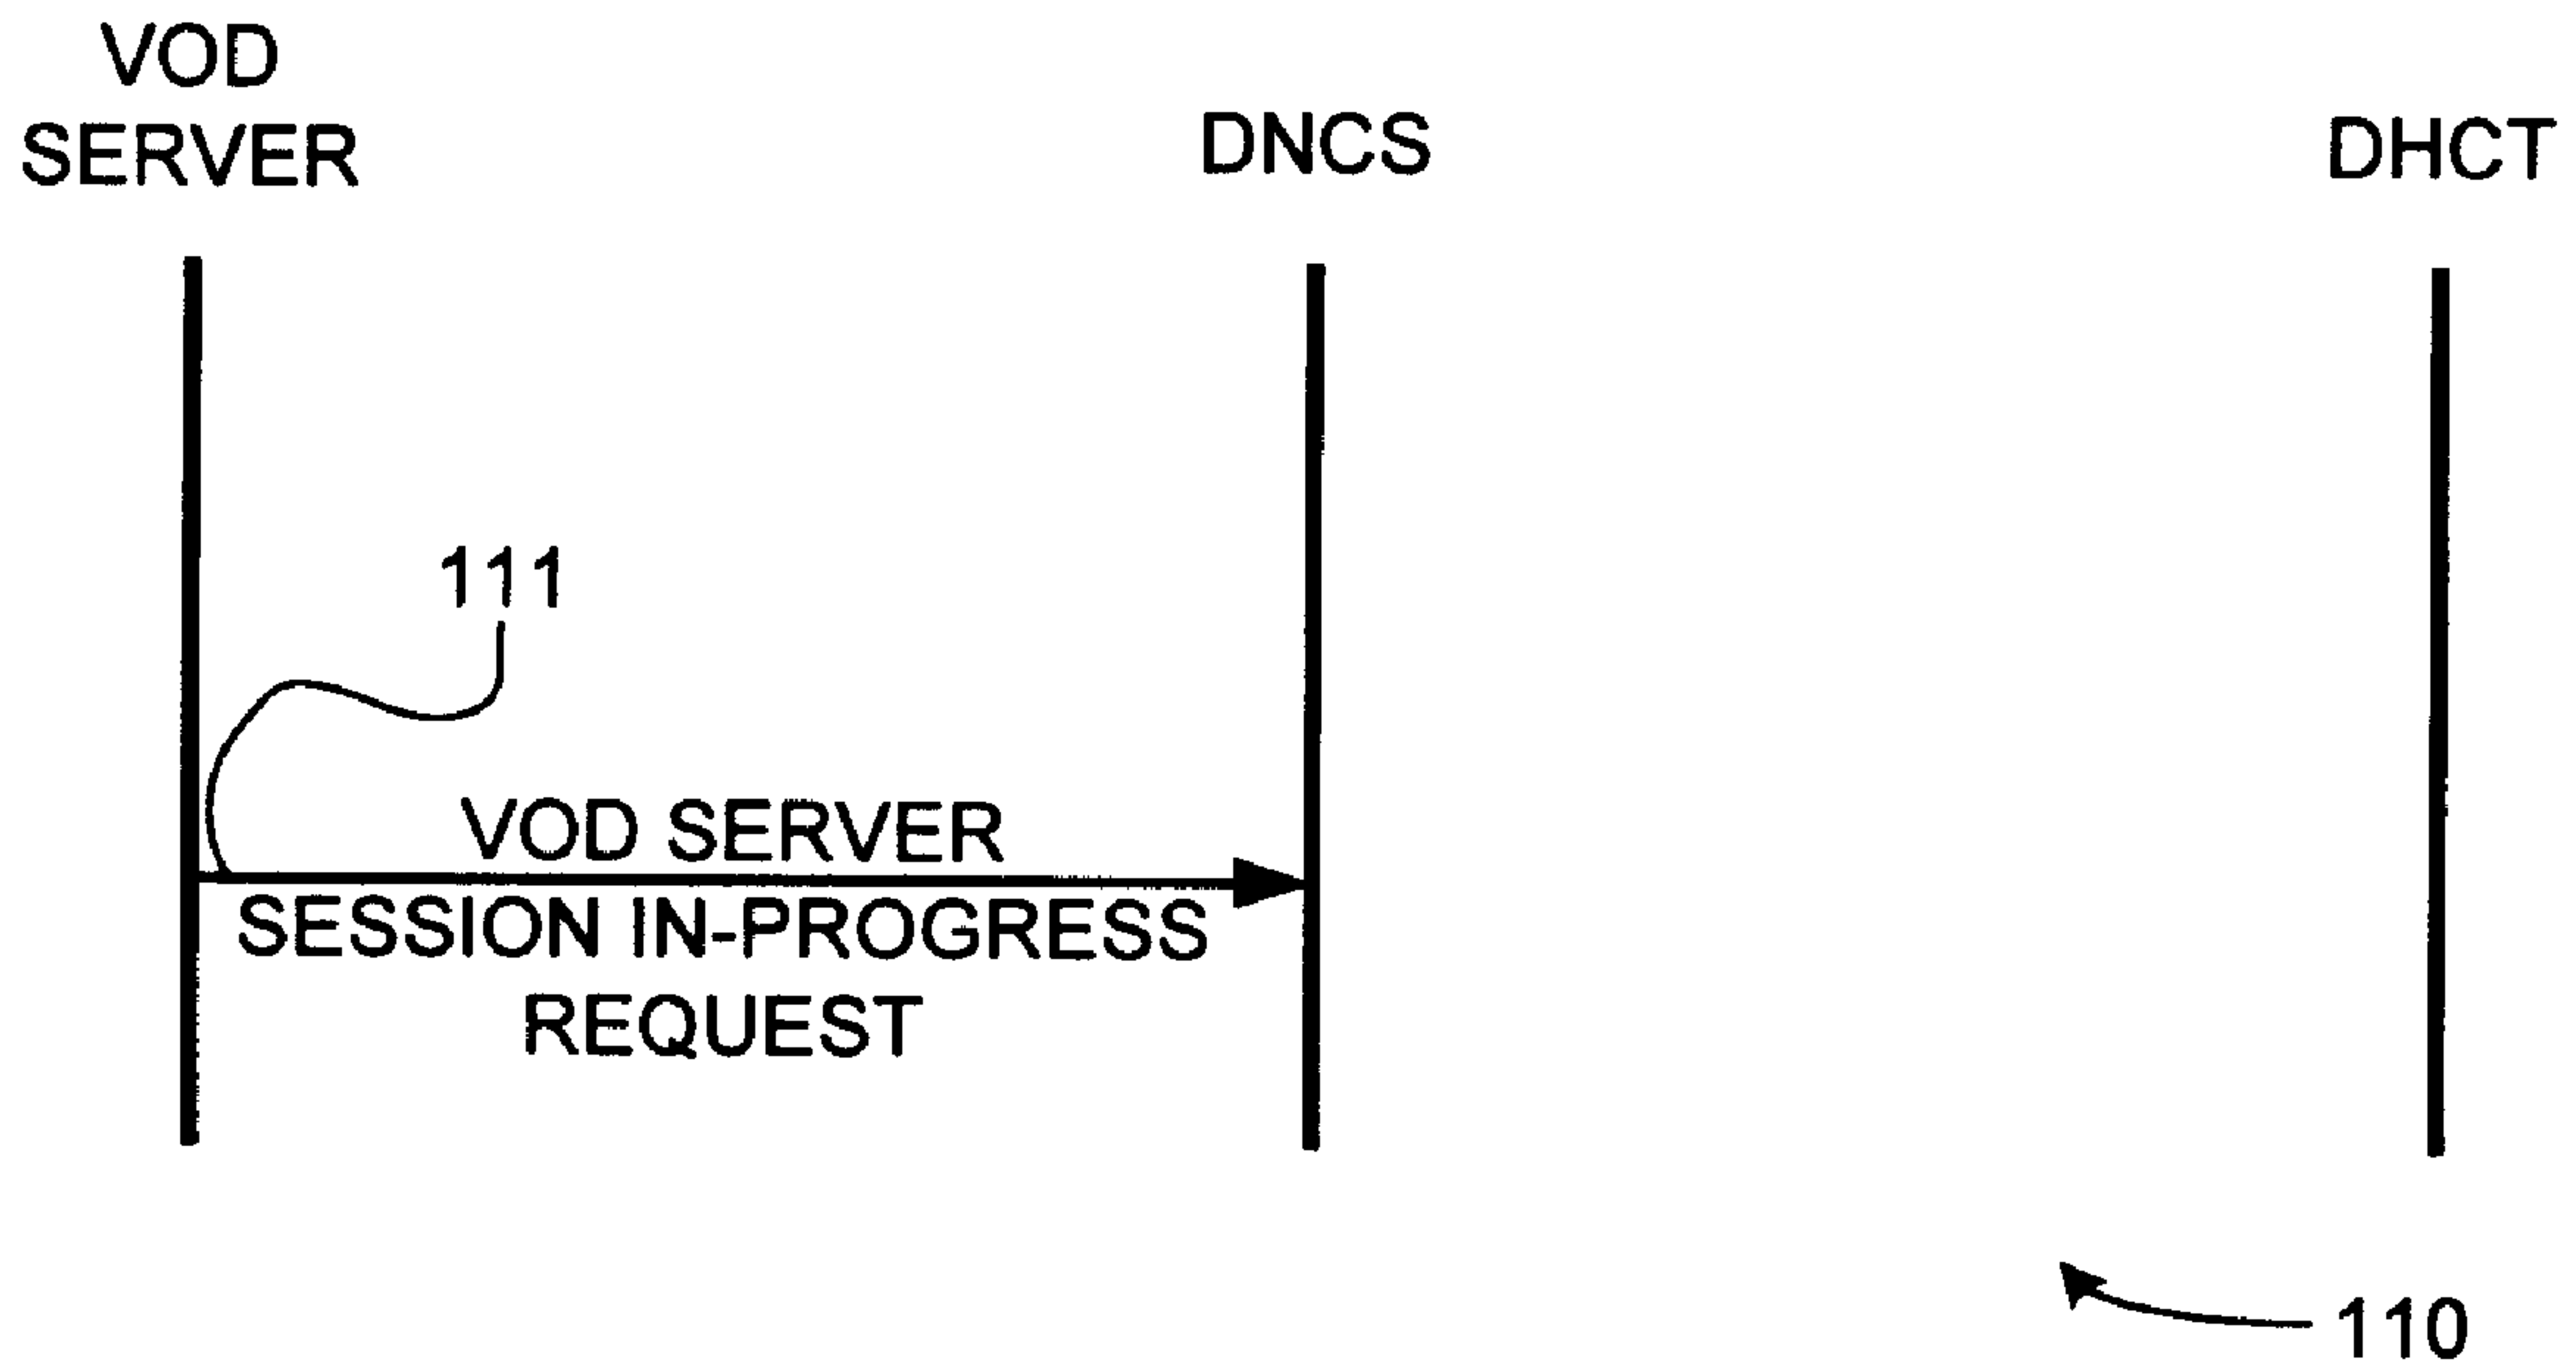 VOD
SERVER
DNCS
DHCT
111
VOD SERVER
SESSION IN-PROGRESS
REQUEST
110